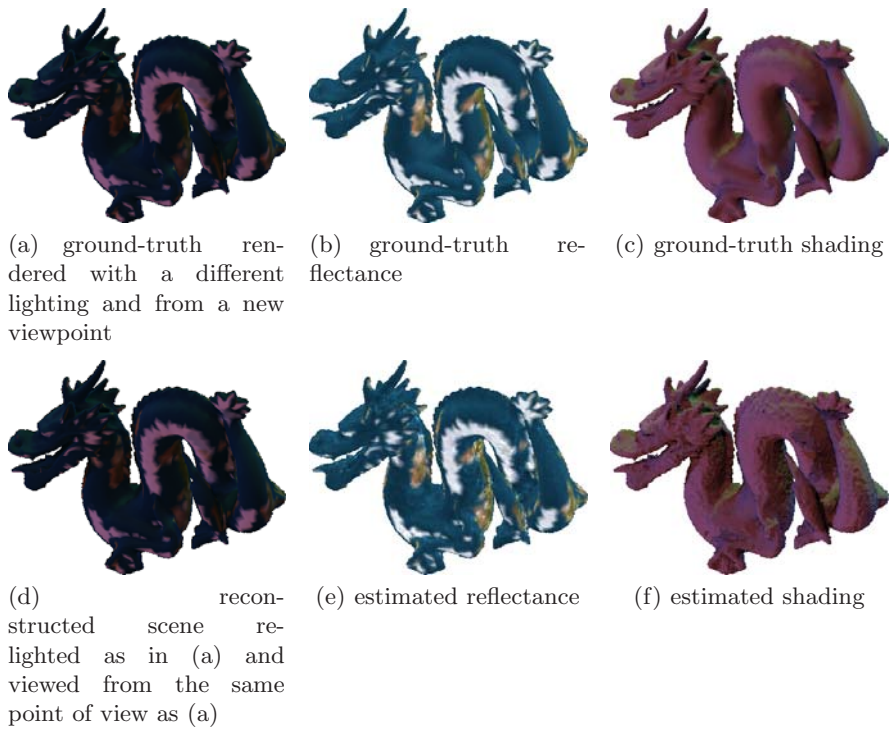 (a) ground-truth ren-
dered with a different
lighting and from a new
viewpoint
(b) ground-truth re-
flectance
(c) ground-truth shading
(d) recon-
structed scene re-
lighted as in (a) and
viewed from the same
point of view as (a)
(e) estimated reflectance
(f) estimated shading